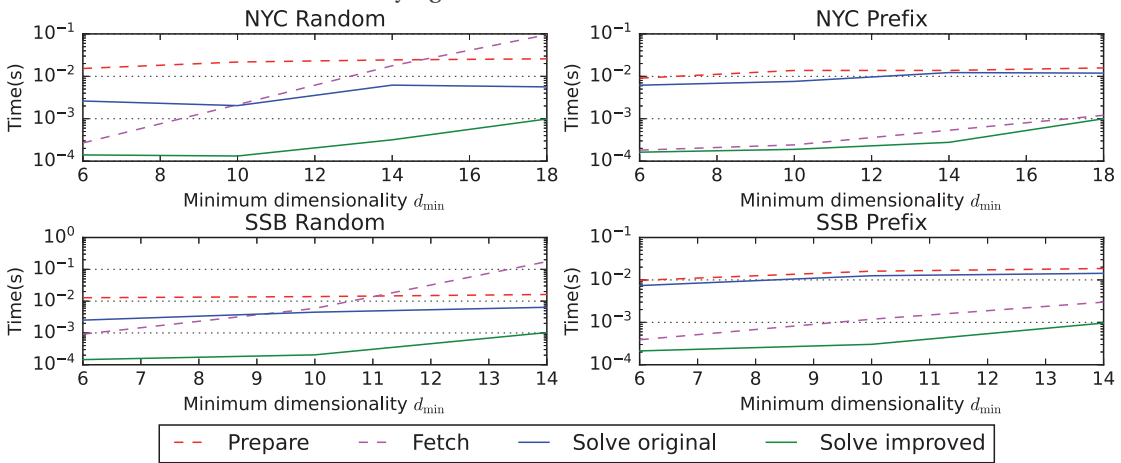 NYC Random
10^-1
10^-2
10^-3
10^-4
Time(s)
6 8 10 12 14 16 18
Minimum dimensionality d_min
NYC Prefix
10^-1
10^-2
10^-3
10^-4
Time(s)
6 8 10 12 14 16 18
Minimum dimensionality d_min
SSB Random
10^0
10^-1
10^-2
10^-3
10^-4
Time(s)
6 7 8 9 10 11 12 13 14
Minimum dimensionality d_min
SSB Prefix
10^-1
10^-2
10^-3
10^-4
Time(s)
6 7 8 9 10 11 12 13 14
Minimum dimensionality d_min
Prepare Fetch Solve original Solve improved